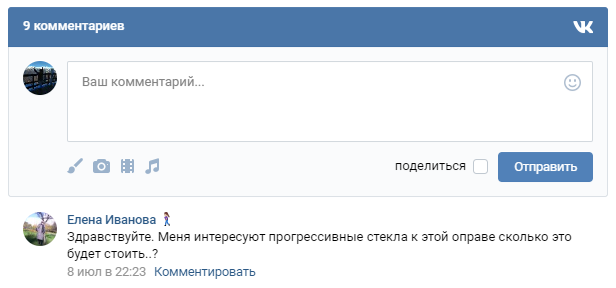 9 комментариев
Ваш комментарий...
поделиться
Отправить
Елена Иванова
Здравствуйте. Меня интересуют прогрессивные стекла к этой оправе сколько это
будет стоить..?
8 июл в 22:23 Комментировать